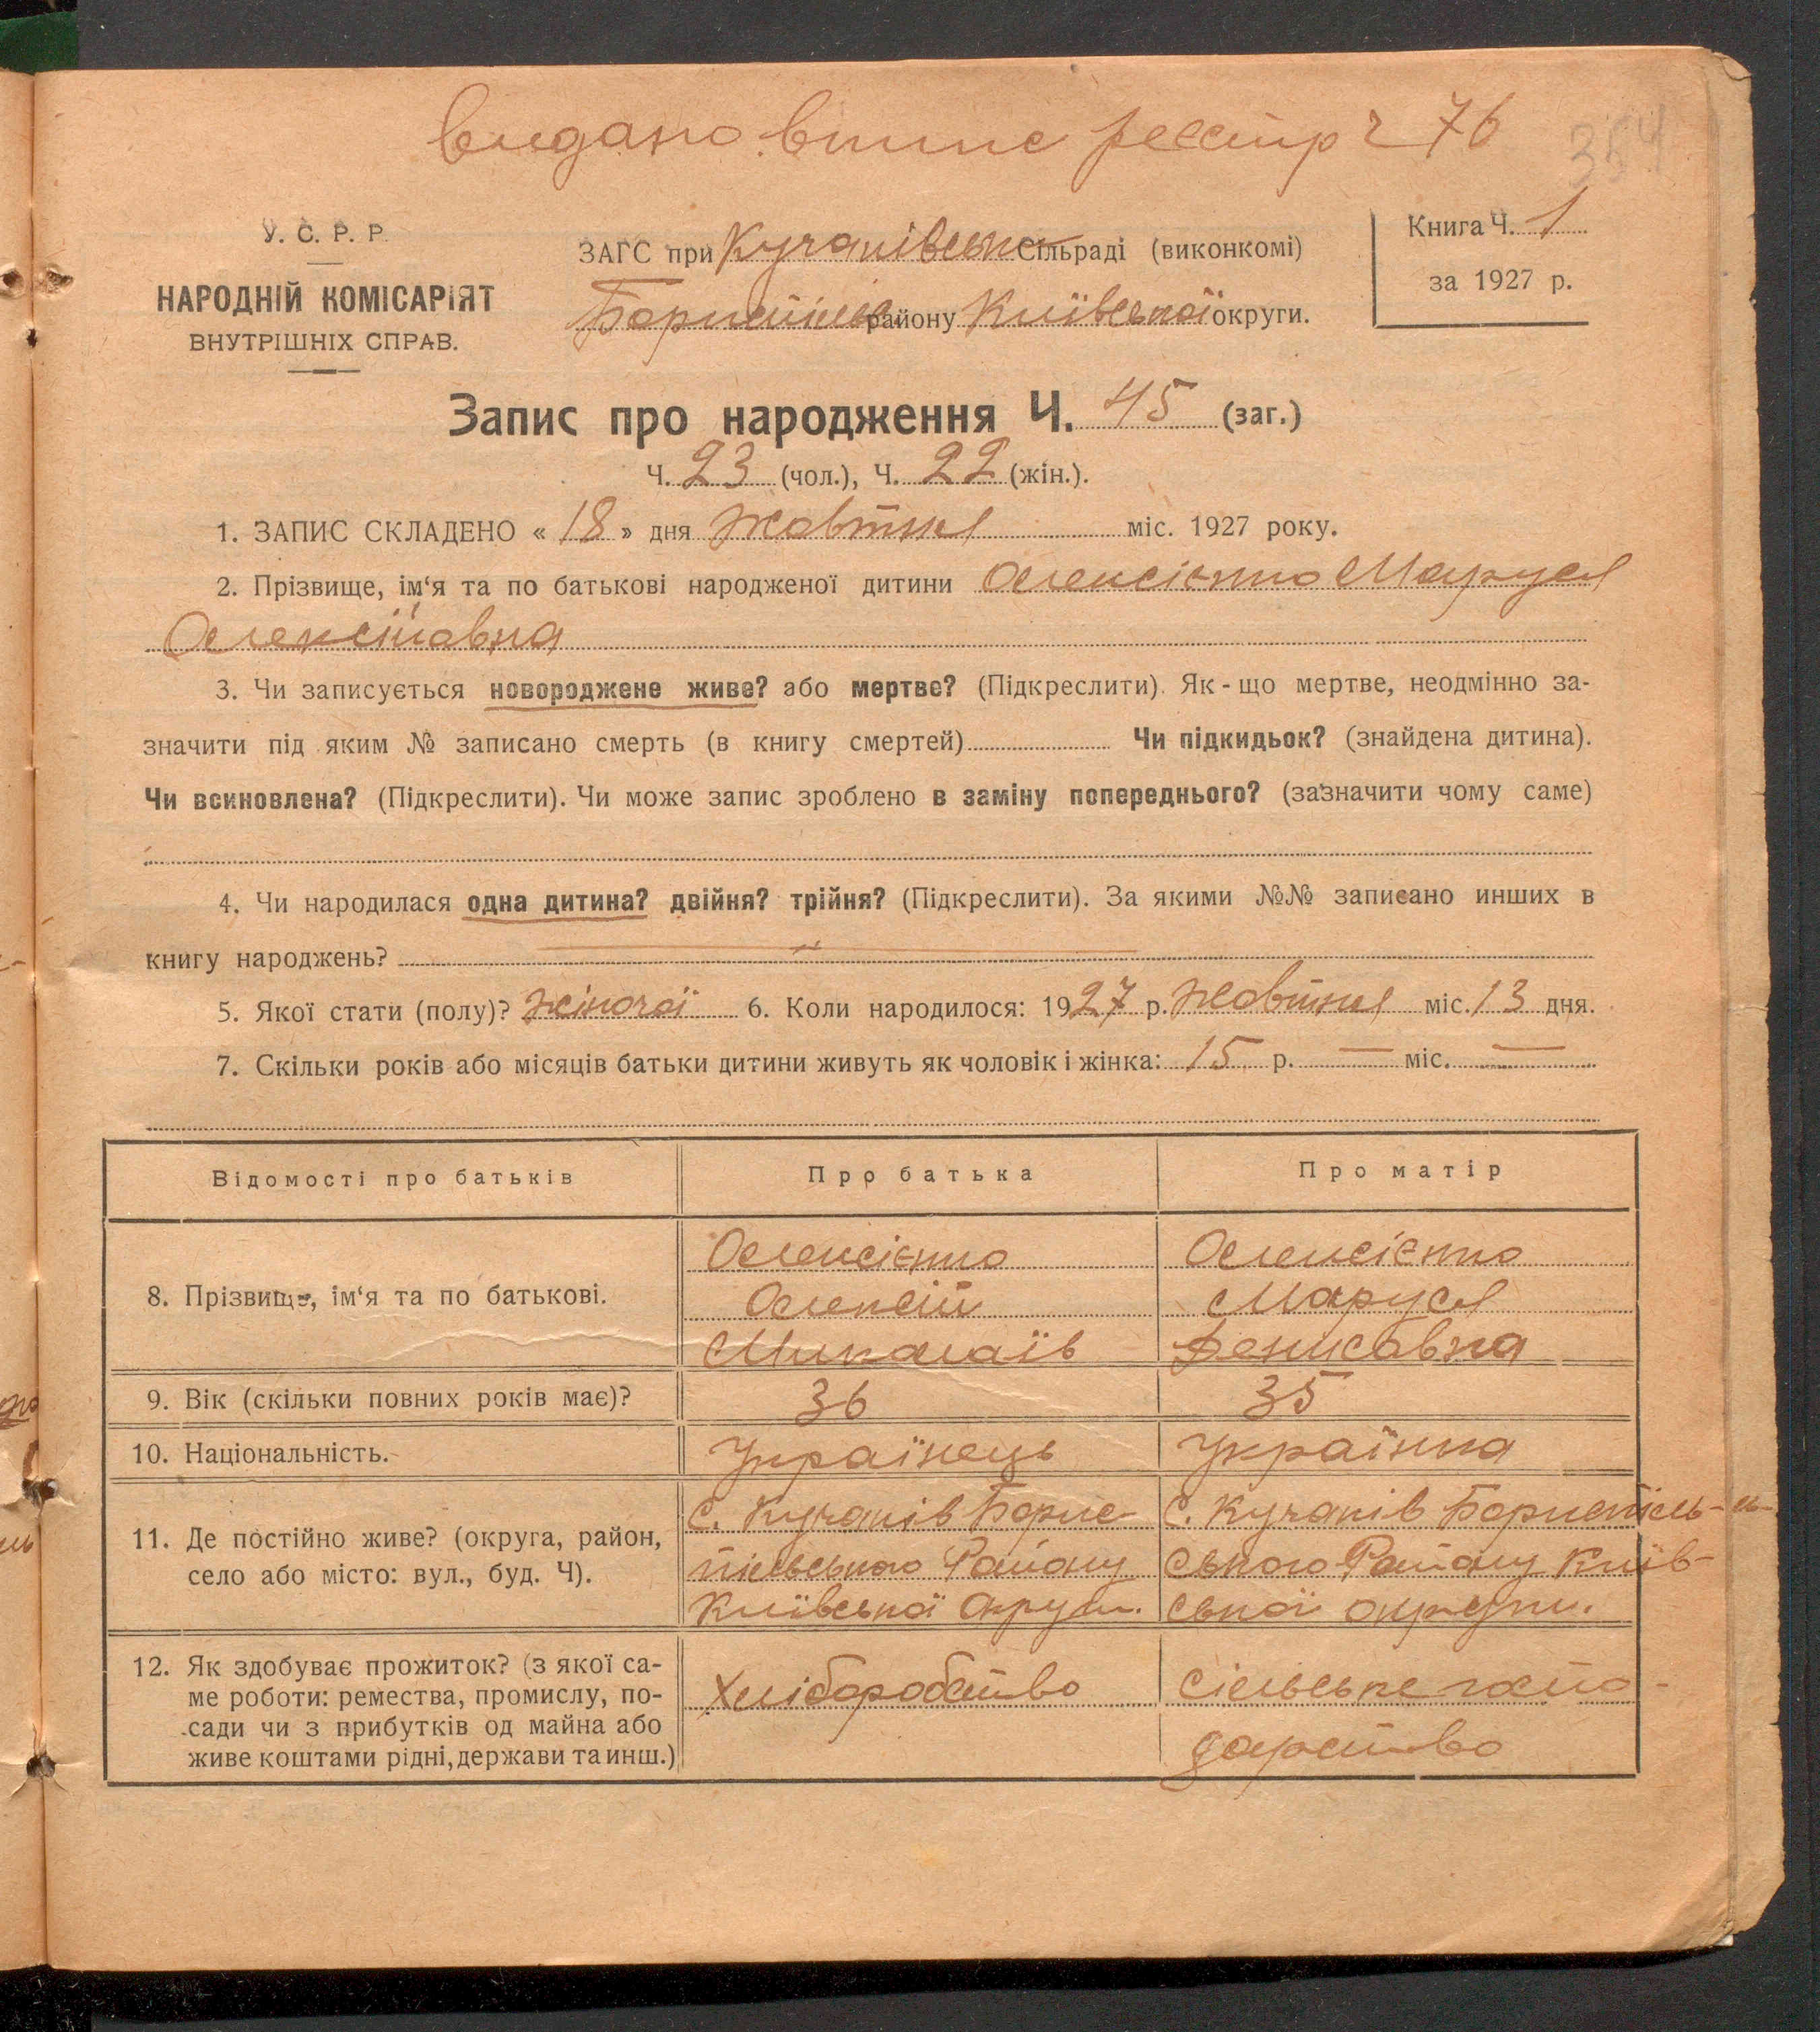 видано впипс реєстр ч 76
354
У. С. Р. Р.
НАРОДНІЙ КОМІСАРІЯТ
ВНУТРІШНІХ СПРАВ.
ЗАГС при Кучаківськ Сільраді (виконкомі)
Бориспільс району Київської округи.
Книга Ч. 1
за 1927 р.
Запис про народження Ч. 45 (заг.)
Ч. 23 (чол.), Ч. 22 (жін.).
1. ЗАПИС СКЛАДЕНО « 18 » дня Жовтня міс. 1927 року.
2. Прізвище, ім‘я та по батькові народженої дитини Олексієнко Маруся
Олексійовна
3. Чи записується новороджене живе? або мертве? (Підкреслити). Як-що мертве, неодмінно за-
значити під яким № записано смерть (в книгу смертей) Чи підкидьок? (знайдена дитина).
Чи всиновлена? (Підкреслити). Чи може запис зроблено в заміну попереднього? (зазначити чому саме)
4. Чи народилася одна дитина? двійня? трійня? (Підкреслити). За якими №№ записано инших в
книгу народжень?
5. Якої стати (полу)? жіночої 6. Коли народилося: 1927 р. Жовтня міс. 13 дня.
7. Скільки років або місяців батьки дитини живуть як чоловік і жінка: 15 р. — міс. —
Відомості про батьків Про батька Про матір
8. Прізвище, ім‘я та по батькові.
Олексієнко
Олексій
Миколаїв
Олексієнко
Маруся
Денисовна
9. Вік (скільки повних років має)? 36 35
10. Національність. Українець Українка
11. Де постійно живе? (округа, район,
село або місто: вул., буд. Ч).
с. Кучаків Борис-
пільського Району
Київської Округи.
с. Кучаків Бориспіль-
ського Району Київ-
ської округи.
12. Як здобуває прожиток? (з якої са-
ме роботи: ремества, промислу, по-
сади чи з прибутків од майна або
живе коштами рідні, держави та инш.)
Хліборобство
Сільське госпо-
дарство